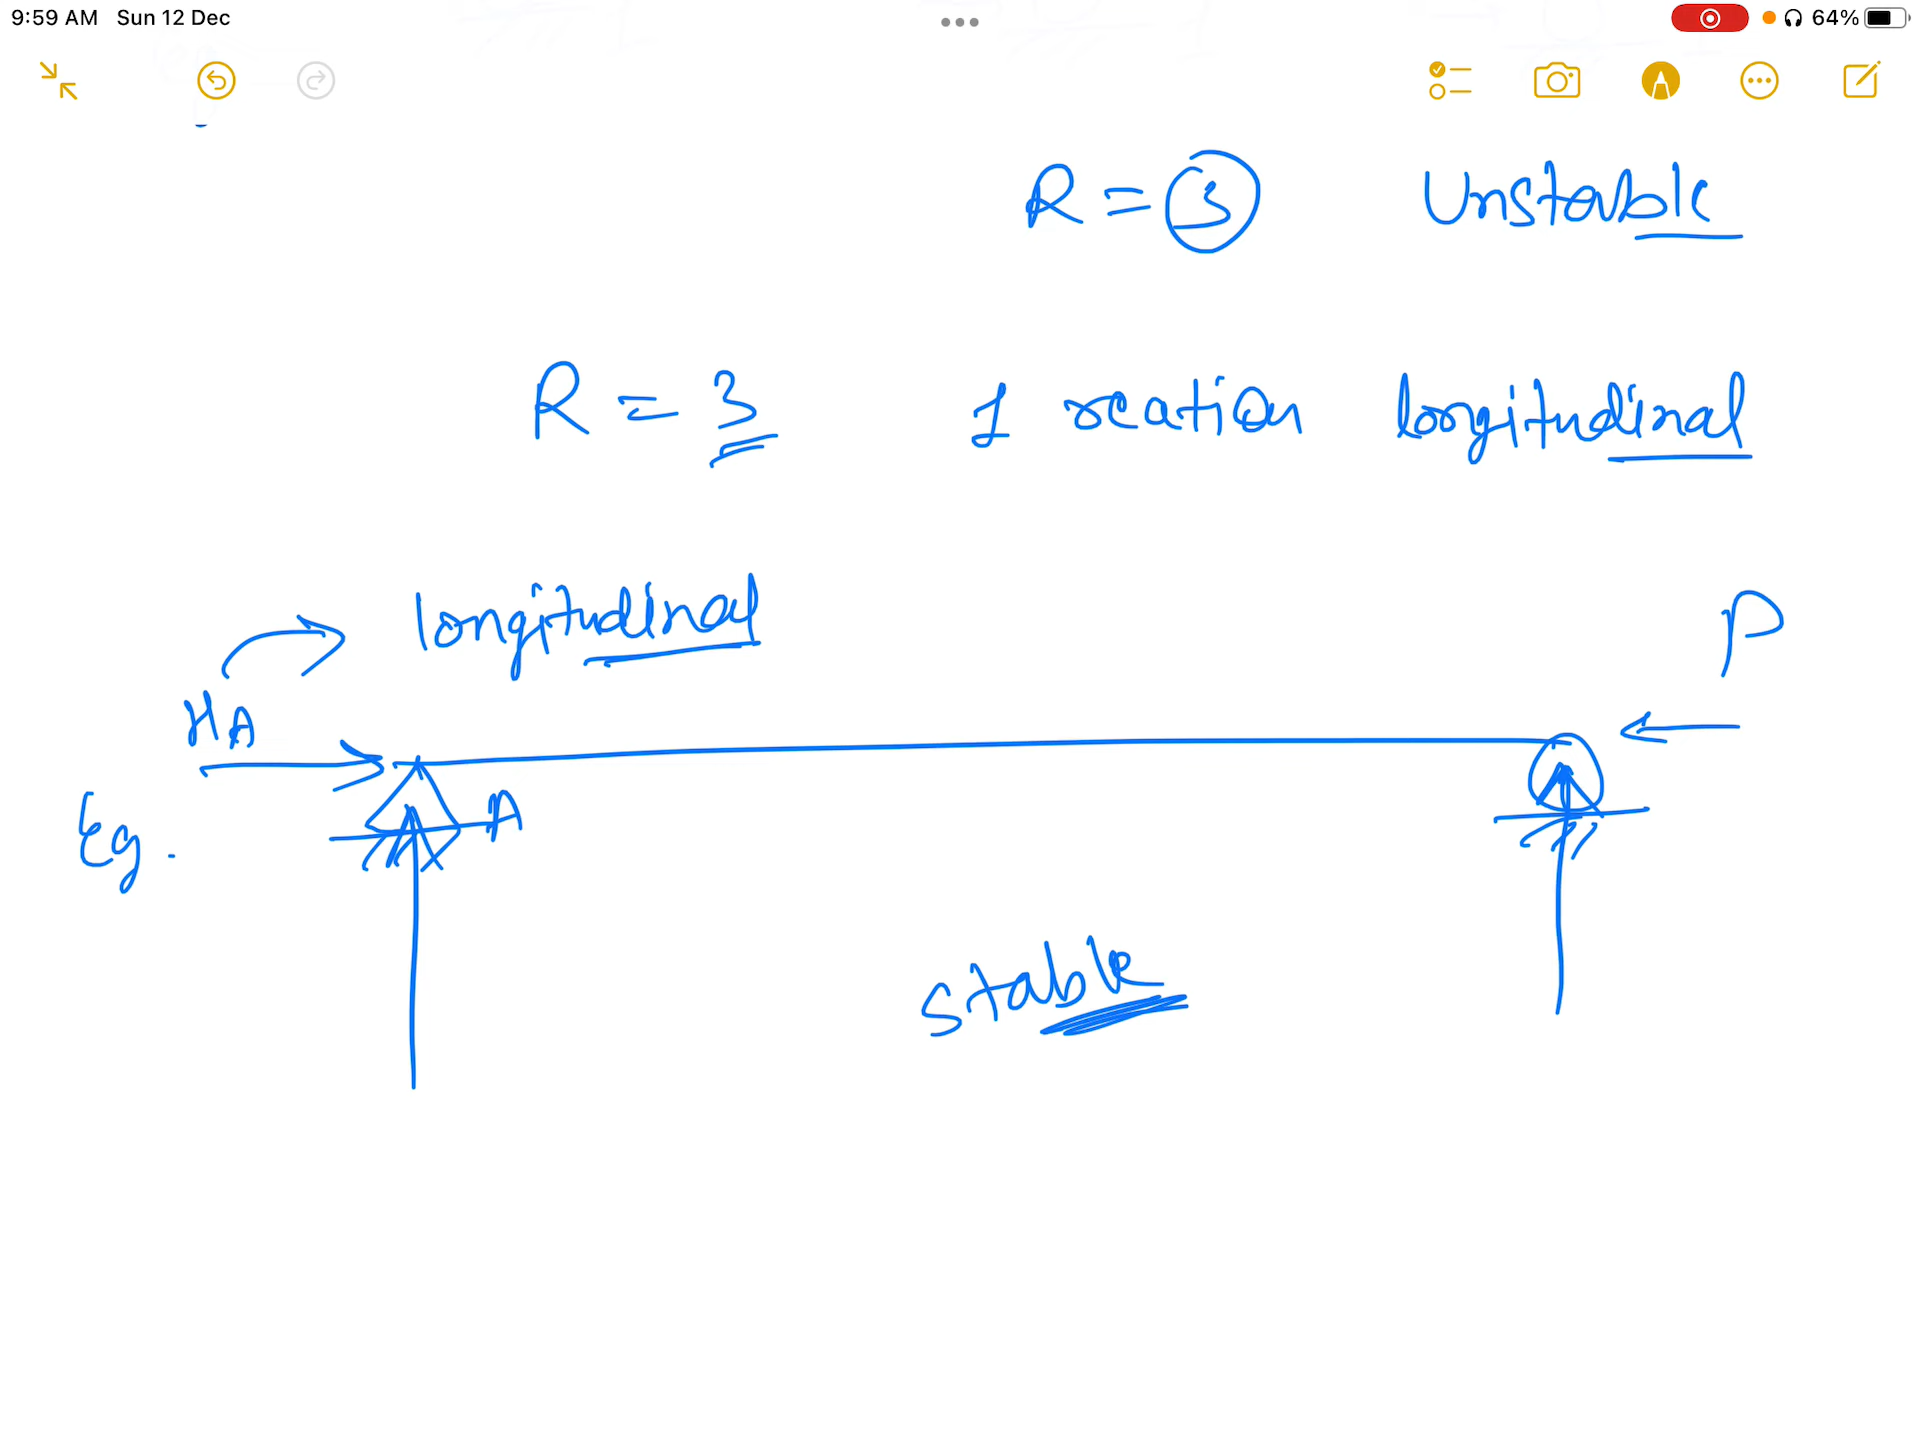 9:59 AM Sun 12 Dec
64%
R = 3 Unstable
R = 3 1 reation longitudinal
longitudinal
P
HA
A
Eg.
stable